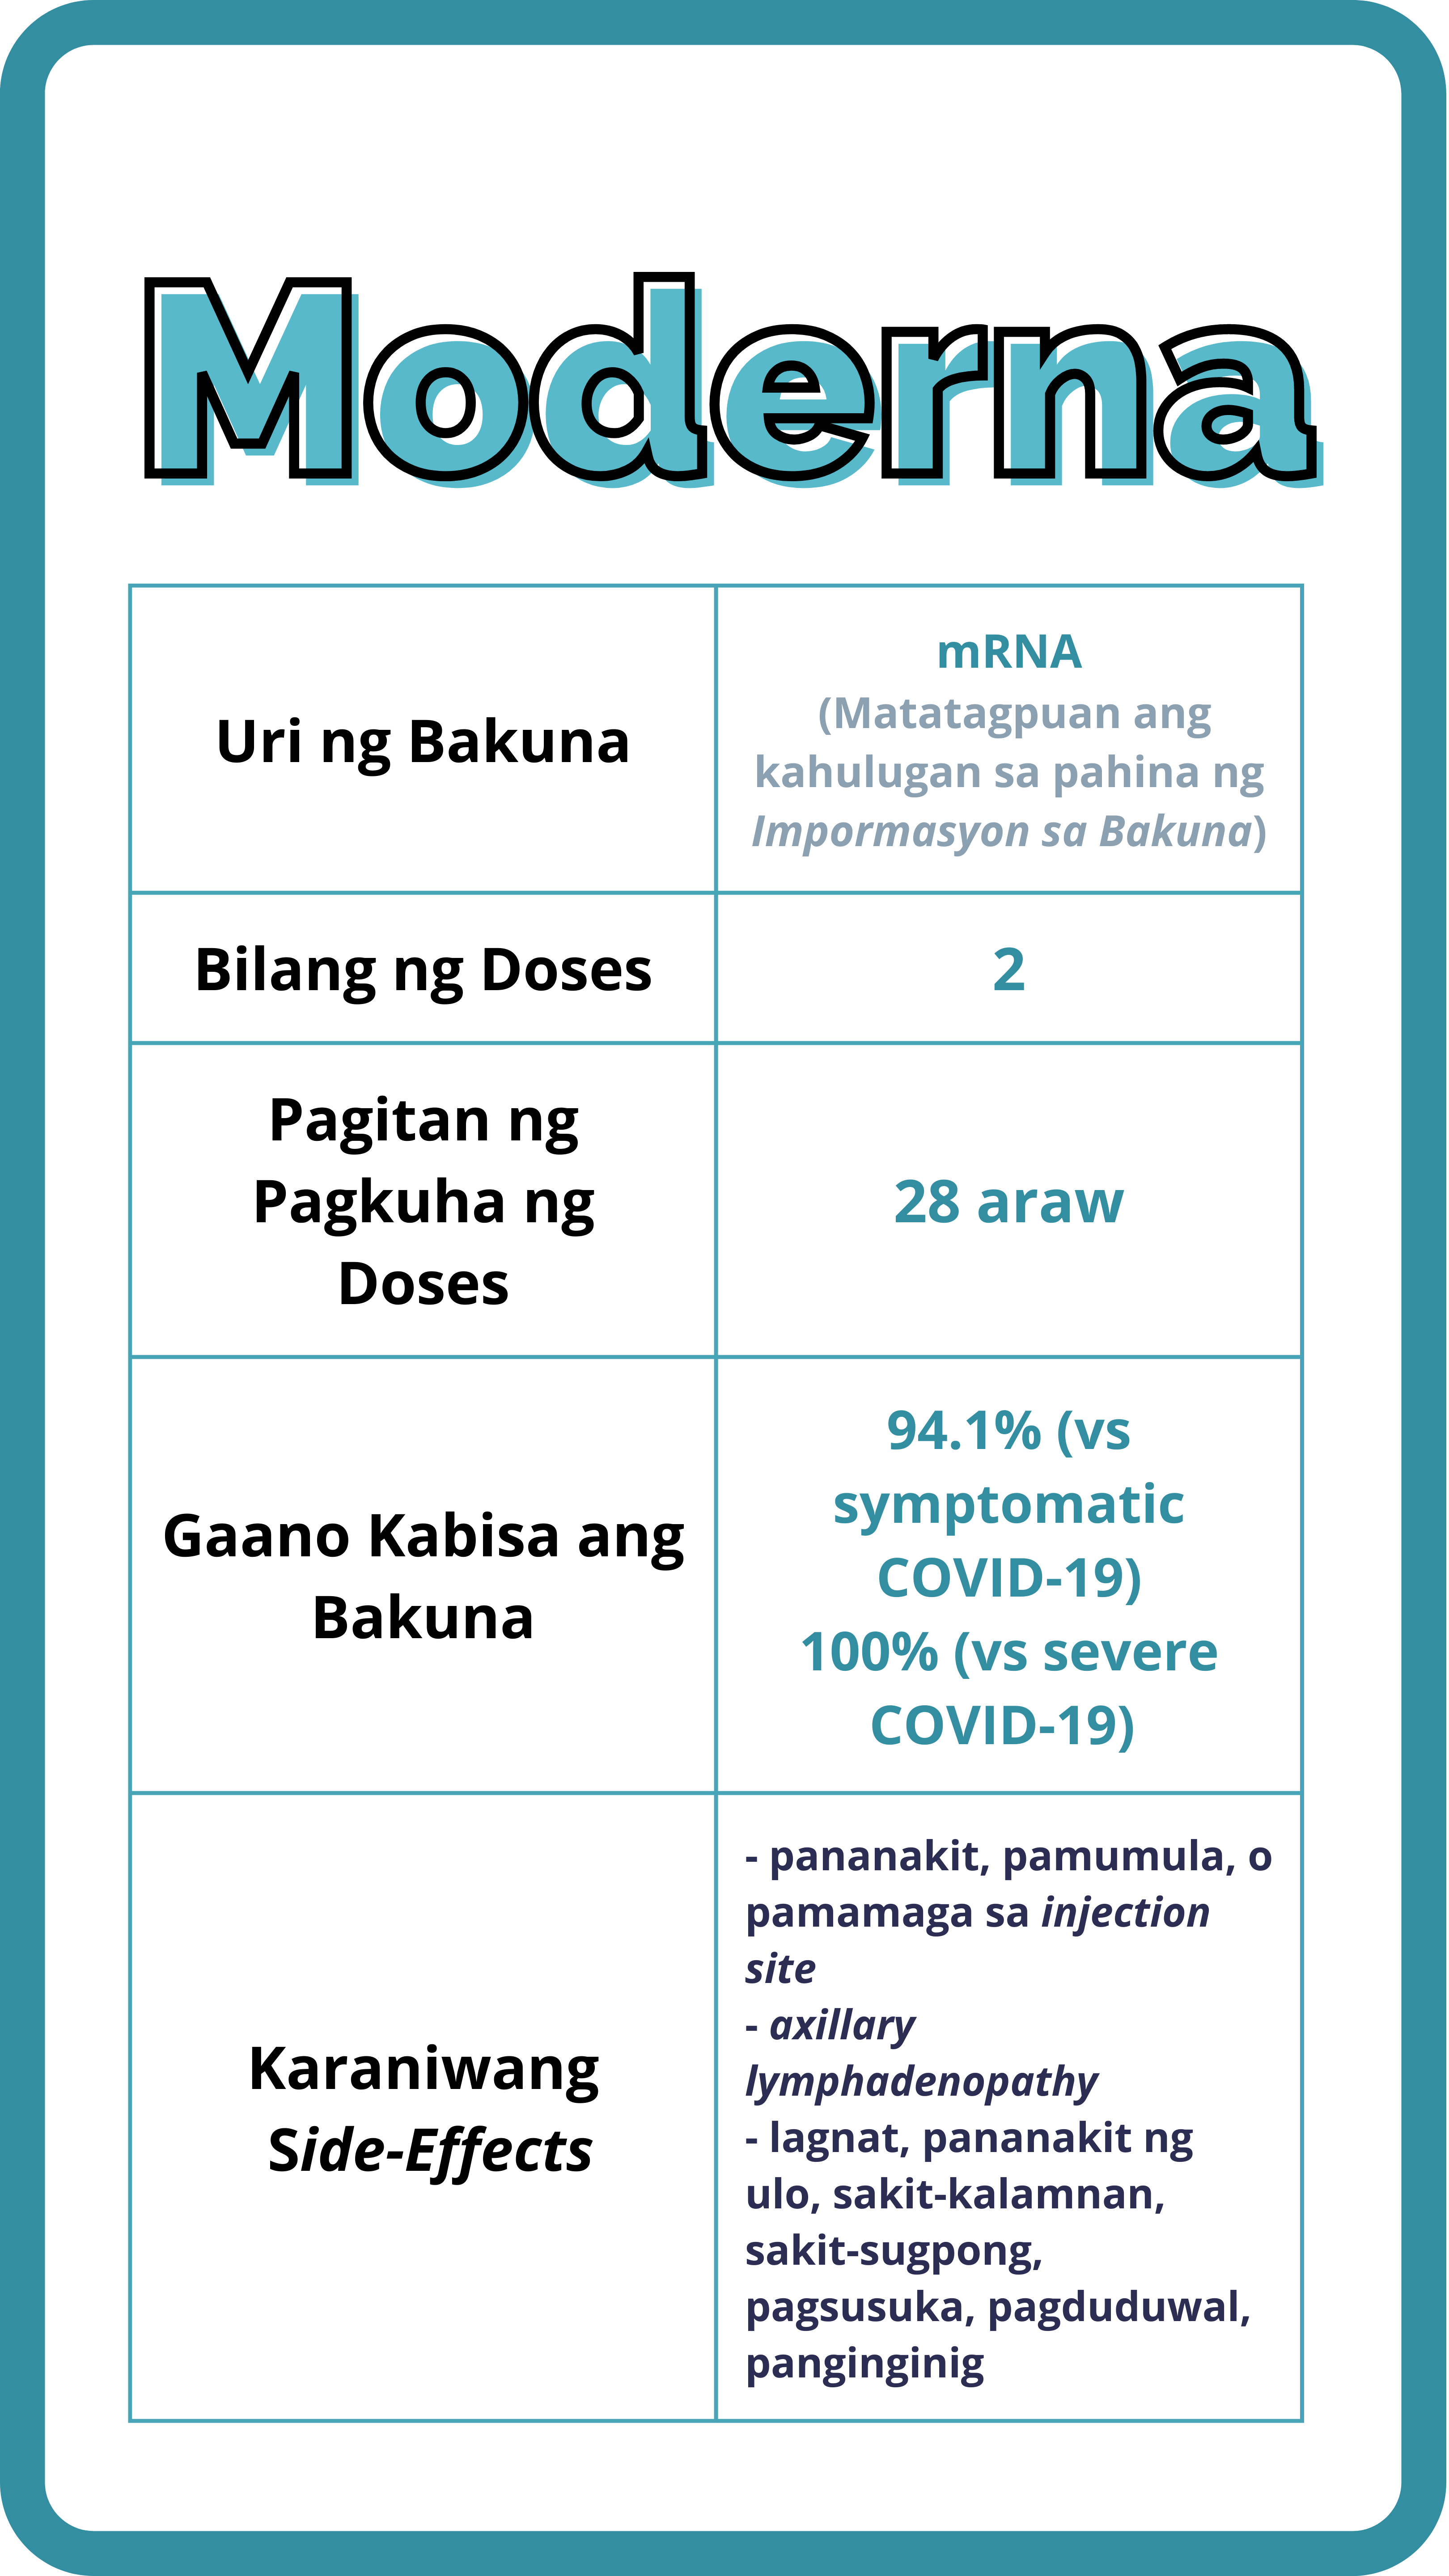 Moderna
Uri ng Bakuna
mRNA
(Matatagpuan ang
kahulugan sa pahina ng
Impormasyon sa Bakuna)
Bilang ng Doses
2
Pagitan ng
Pagkuha ng
Doses
28 araw
Gaano Kabisa ang
Bakuna
94.1% (vs
symptomatic
COVID-19)
100% (vs severe
COVID-19)
Karaniwang
Side-Effects
- pananakit, pamumula, o
pamamaga sa injection
site
- axillary
lymphadenopathy
- lagnat, pananakit ng
ulo, sakit-kalamnan,
sakit-sugpong,
pagsusuka, pagduduwal,
panginginig